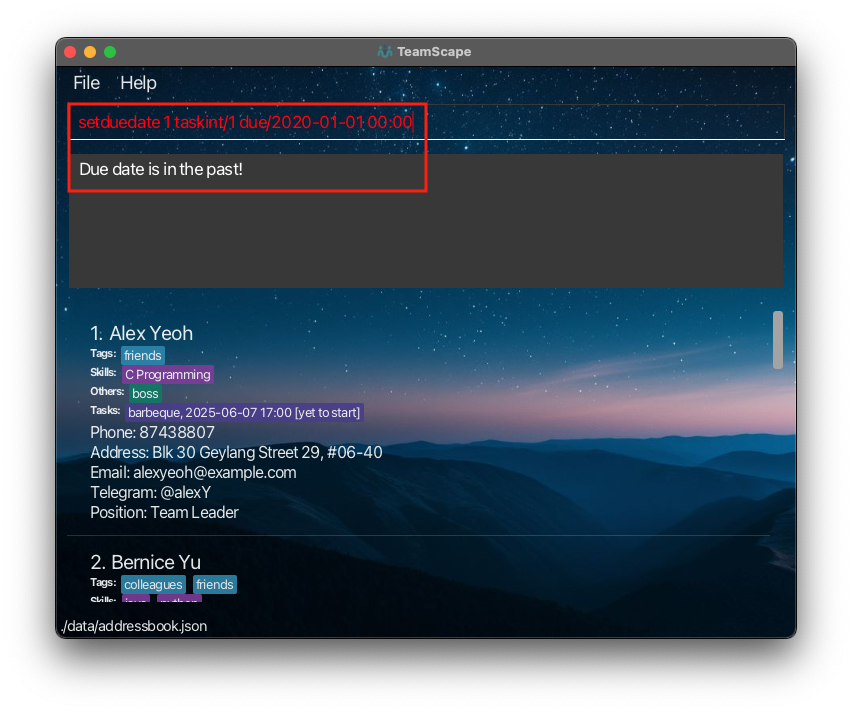 TeamScape
File Help
setduedate 1 taskint/1 due/2020-01-01 00:00
Due date is in the past!
1. Alex Yeoh
Tags: friends
Skills: C Programming
Others: boss
Tasks: barbeque, 2025-06-07 17:00 [yet to start]
Phone: 87438807
Address: Blk 30 Geylang Street 29, #06-40
Email: alexyeoh@example.com
Telegram: @alexY
Position: Team Leader
2. Bernice Yu
Tags: colleagues friends
Skills: java python
./data/addressbook.json